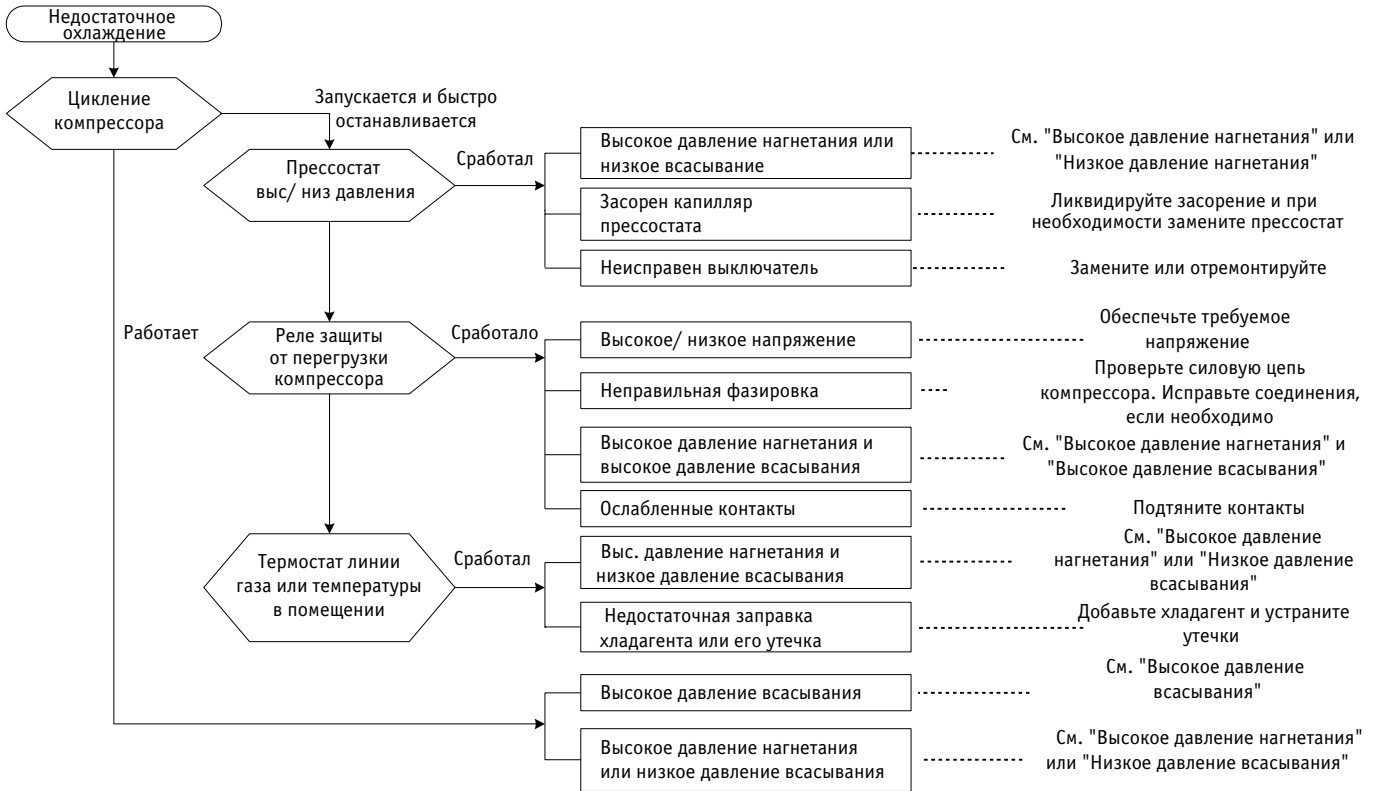 Недостаточное
охлаждение
Цикление
компрессора
Запускается и быстро
останавливается
Прессостат
выс/ низ давления
Сработал
Высокое давление нагнетания или
низкое всасывание
См. "Высокое давление нагнетания" или
"Низкое давление нагнетания"
Засорен капилляр
прессостата
Ликвидируйте засорение и при
необходимости замените прессостат
Неисправен выключатель
Замените или отремонтируйте
Работает
Реле защиты
от перегрузки
компрессора
Сработало
Высокое/ низкое напряжение
Обеспечьте требуемое
напряжение
Неправильная фазировка
Проверьте силовую цепь
компрессора. Исправьте соединения,
если необходимо
Высокое давление нагнетания и
высокое давление всасывания
См. "Высокое давление нагнетания" и
"Высокое давление всасывания"
Ослабленные контакты
Подтяните контакты
Термостат линии
газа или температуры
в помещении
Сработал
Выс. давление нагнетания и
низкое давление всасывания
См. "Высокое давление
нагнетания" или "Низкое давление
всасывания"
Недостаточная заправка
хладагента или его утечка
Добавьте хладагент и устраните
утечки
Высокое давление всасывания
См. "Высокое давление
всасывания"
Высокое давление нагнетания
или низкое давление всасывания
См. "Высокое давление нагнетания"
или "Низкое давление всасывания"